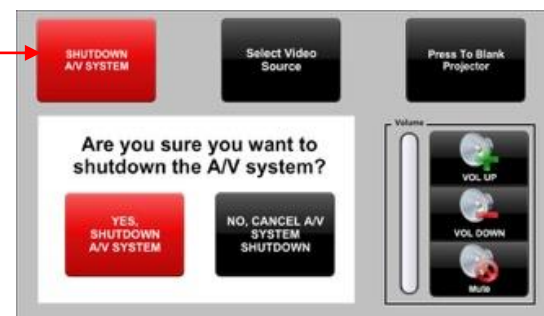 SHUTDOWN
A/V SYSTEM
Select Video
Source
Press To Blank
Projector
Are you sure you want to
shutdown the A/V system?
YES,
SHUTDOWN
A/V SYSTEM
NO, CANCEL A/V
SYSTEM
SHUTDOWN
Volume
VOL UP
VOL DOWN
Mute